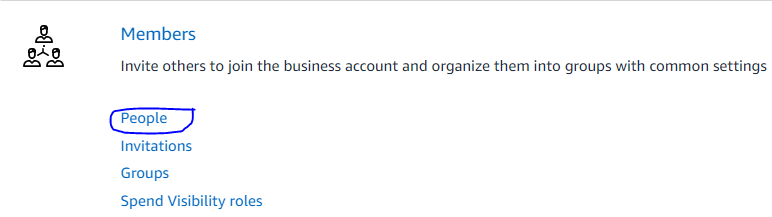 Members
Invite others to join the business account and organize them into groups with common settings
People
Invitations
Groups
Spend Visibility roles